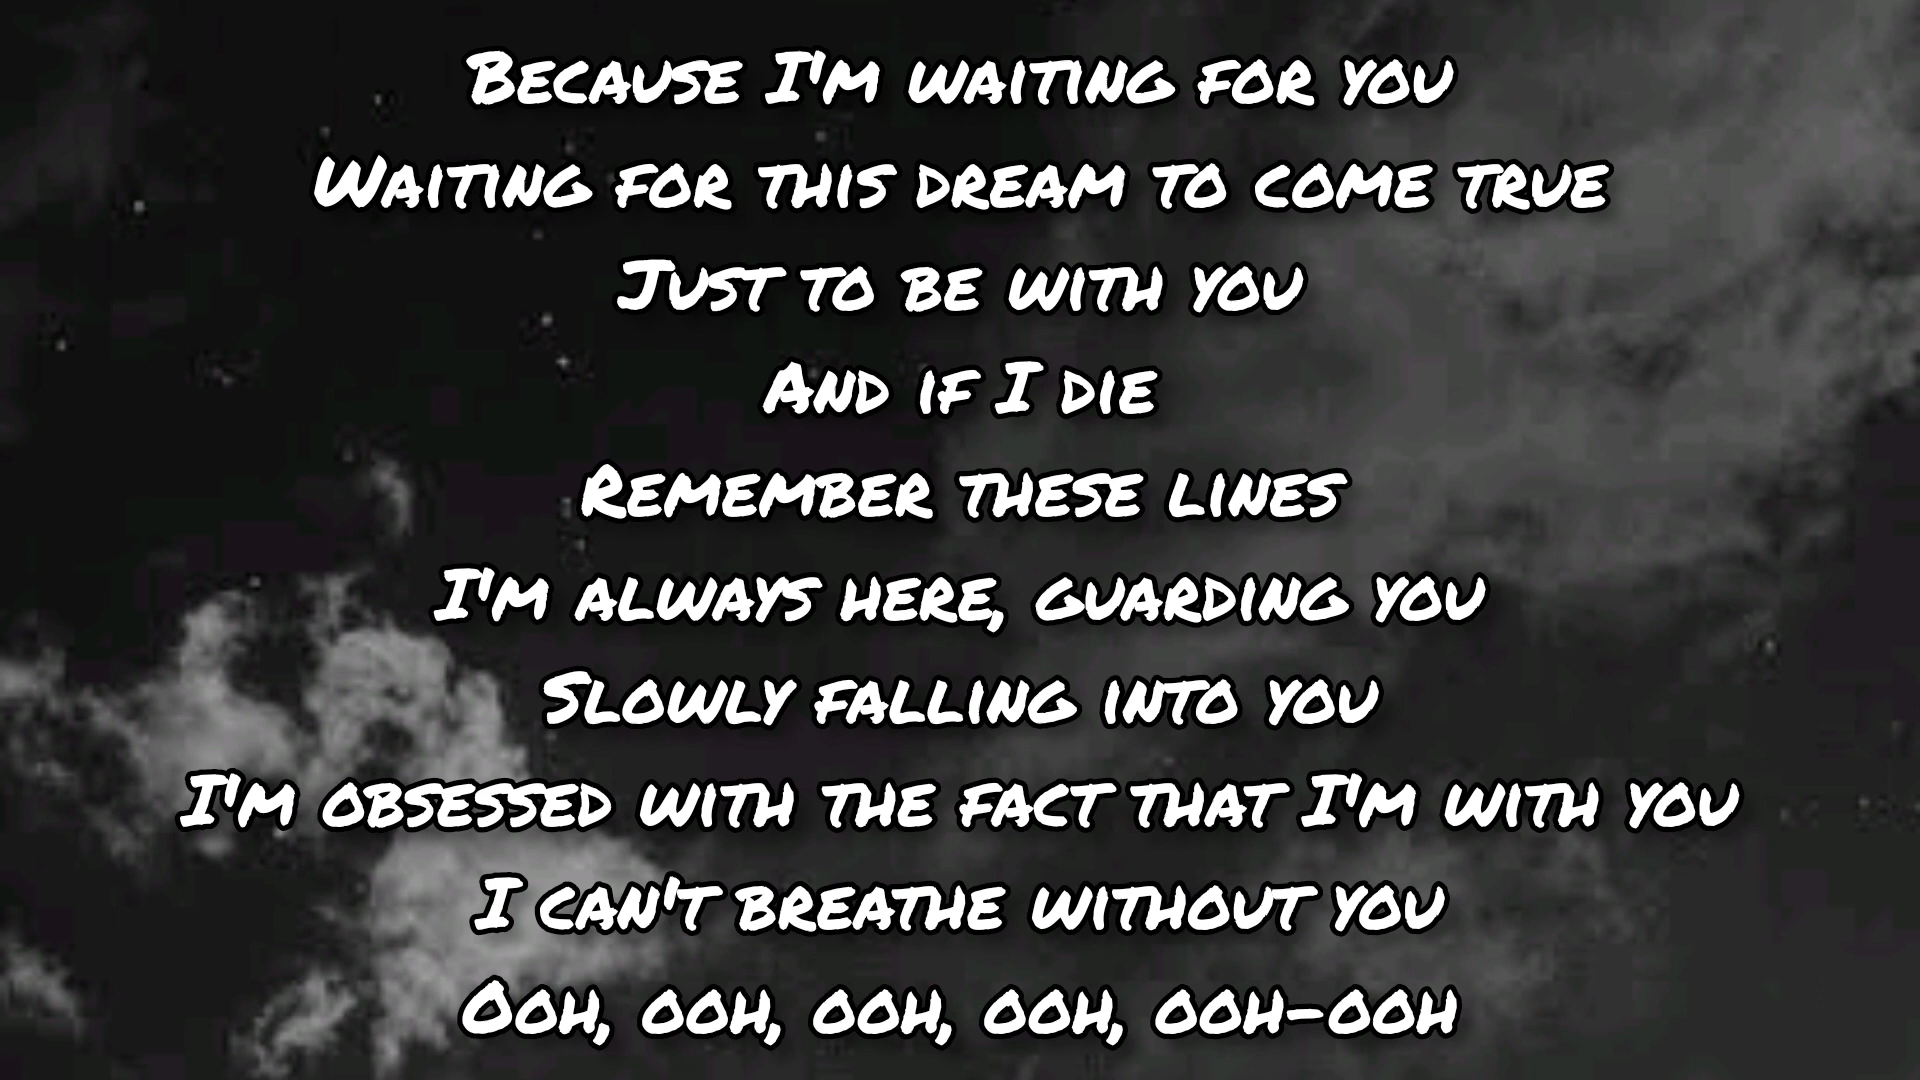 Because I'm waiting for you
Waiting for this dream to come true
Just to be with you
And if I die
Remember these lines
I'm always here, guarding you
Slowly falling into you
I'm obsessed with the fact that I'm with you
I can't breathe without you
Ooh, ooh, ooh, ooh, ooh-ooh